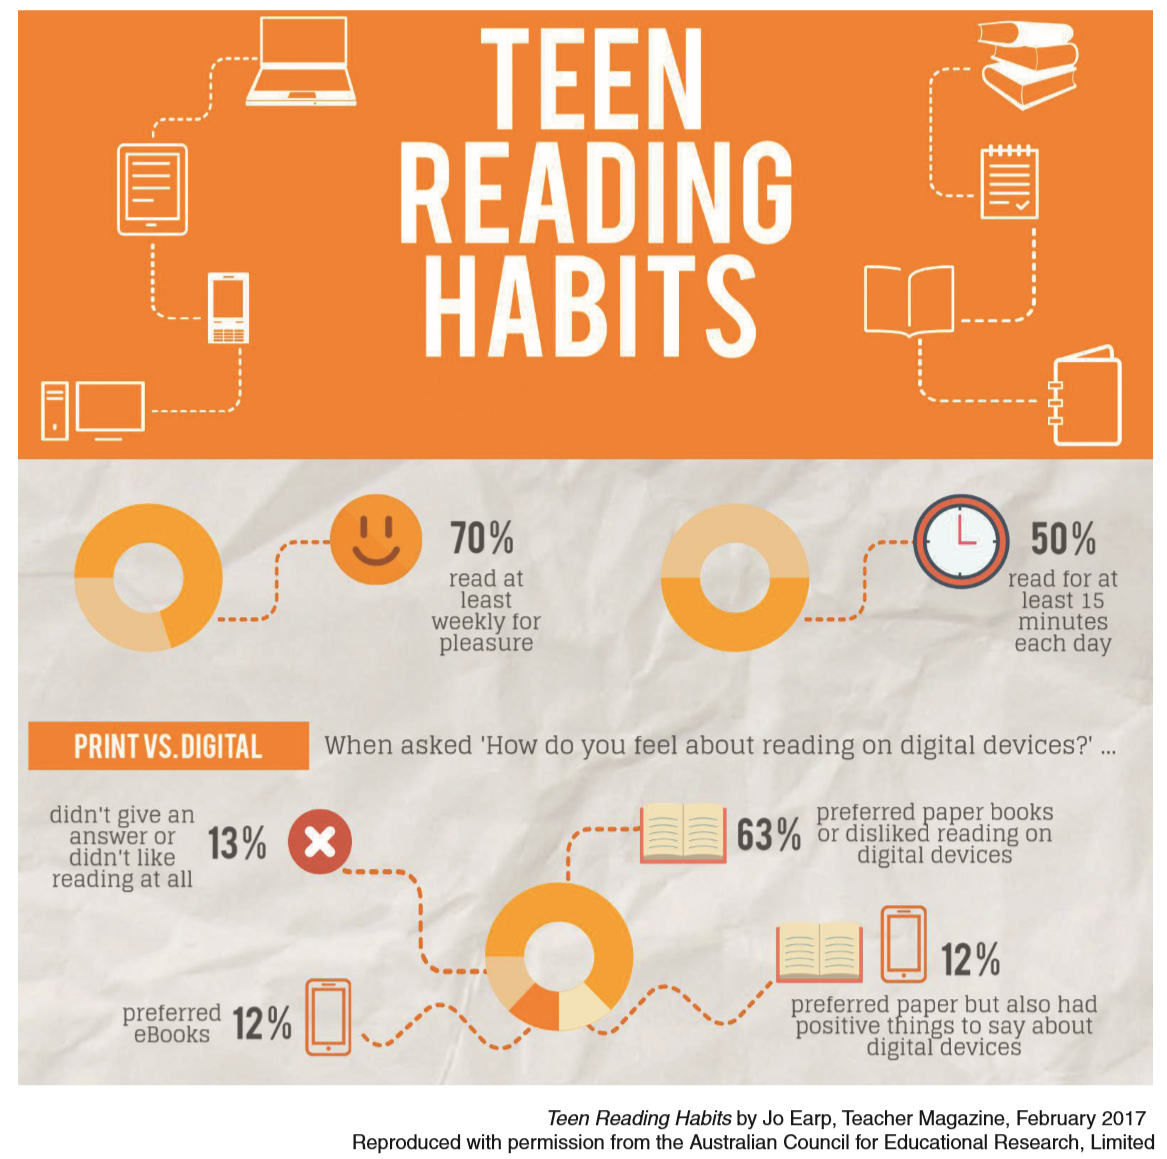 TEEN
READING
HABITS
70%
read at
least
weekly for
pleasure
50%
read for at
least 15
minutes
each day
PRINT VS. DIGITAL
When asked 'How do you feel about reading on digital devices?' ...
didn't give an
answer or
didn't like
reading at all
13%
63%
preferred paper books
or disliked reading on
digital devices
preferred
eBooks
12%
12%
preferred paper but also had
positive things to say about
digital devices
Teen Reading Habits by Jo Earp, Teacher Magazine, February 2017
Reproduced with permission from the Australian Council for Educational Research, Limited